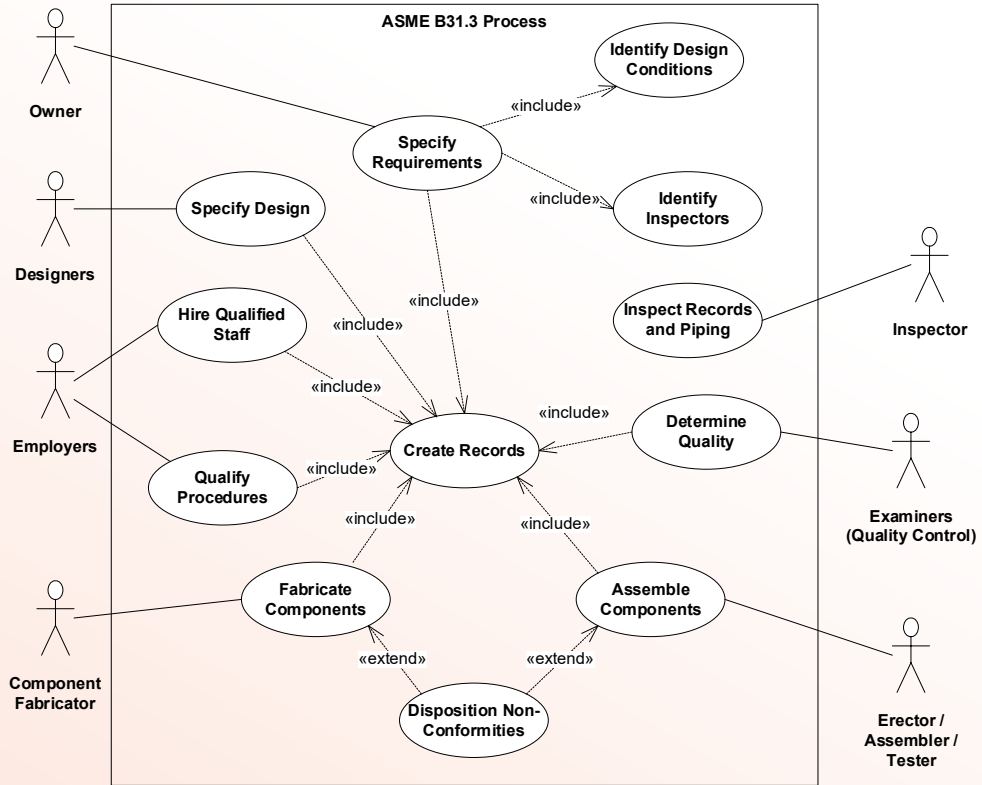 ASME B31.3 Process
Owner
Identify Design
Conditions
«include»
Specify
Requirements
«include»
Identify
Inspectors
Designers
Specify Design
Hire Qualified
Staff
«include»
«include»
«include»
Inspect Records
and Piping
Inspector
Employers
«include»
Determine
Quality
Create Records
Qualify
Procedures
«include»
Examiners
(Quality Control)
«include»
«include»
Fabricate
Components
Assemble
Components
Component
Fabricator
«extend»
«extend»
Disposition Non-
Conformities
Erector /
Assembler /
Tester